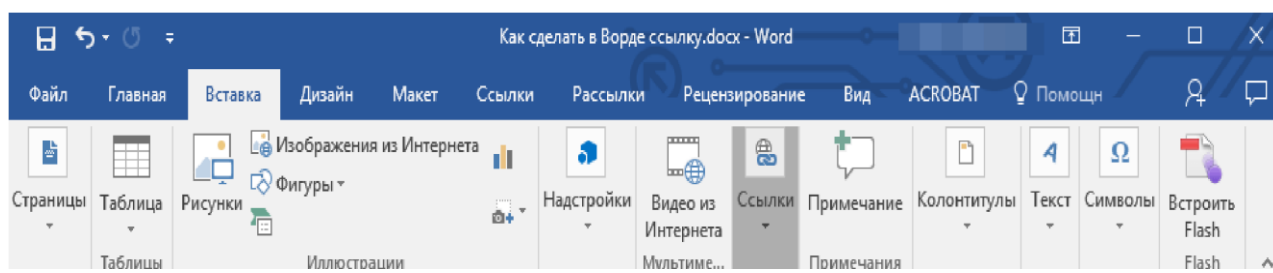 Как сделать в Ворде ссылку.docx - Word
Файл Главная Вставка Дизайн Макет Ссылки Рассылки Рецензирование Вид ACROBAT Помощн
Изображения из Интернета
Фигуры
Страницы Таблица Рисунки Надстройки Видео из Интернета Ссылки Примечание Колонтитулы Текст Символы Встроить Flash
Таблицы Иллюстрации Мультиме... Примечания Flash